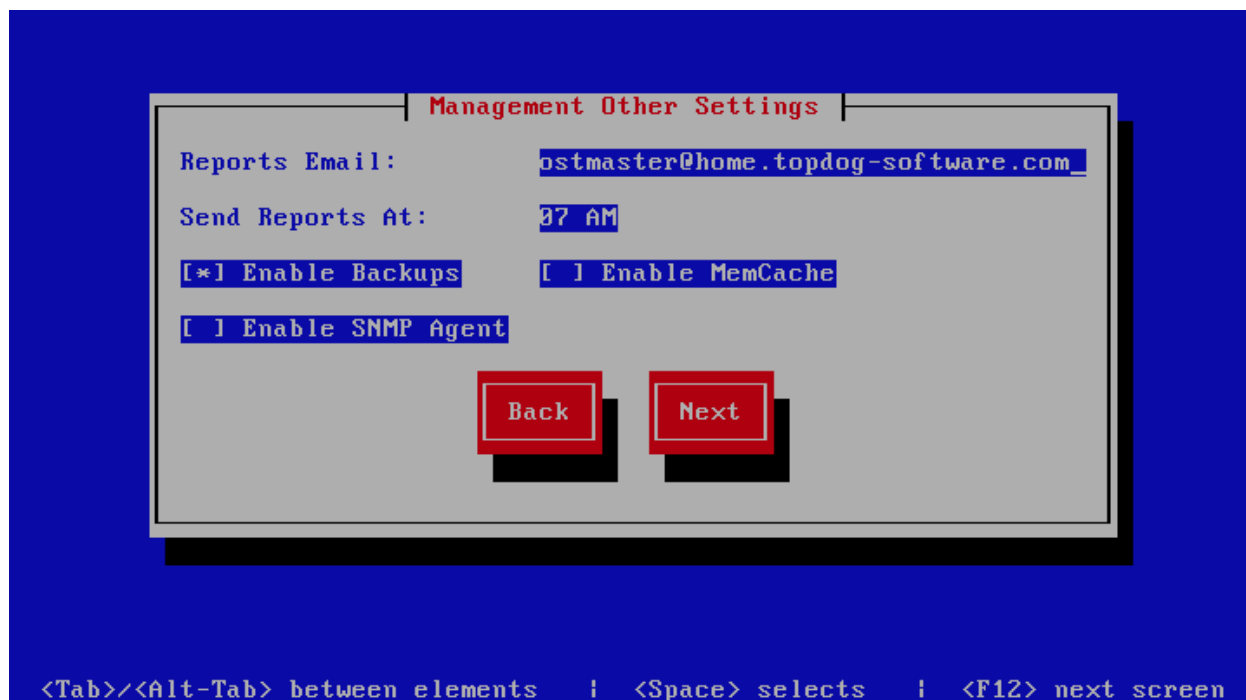 Management Other Settings
Reports Email: ostmaster@home.topdog-software.com_
Send Reports At: 07 AM
[*] Enable Backups [ ] Enable MemCache
[ ] Enable SNMP Agent
Back Next
<Tab>/<Alt-Tab> between elements | <Space> selects | <F12> next screen